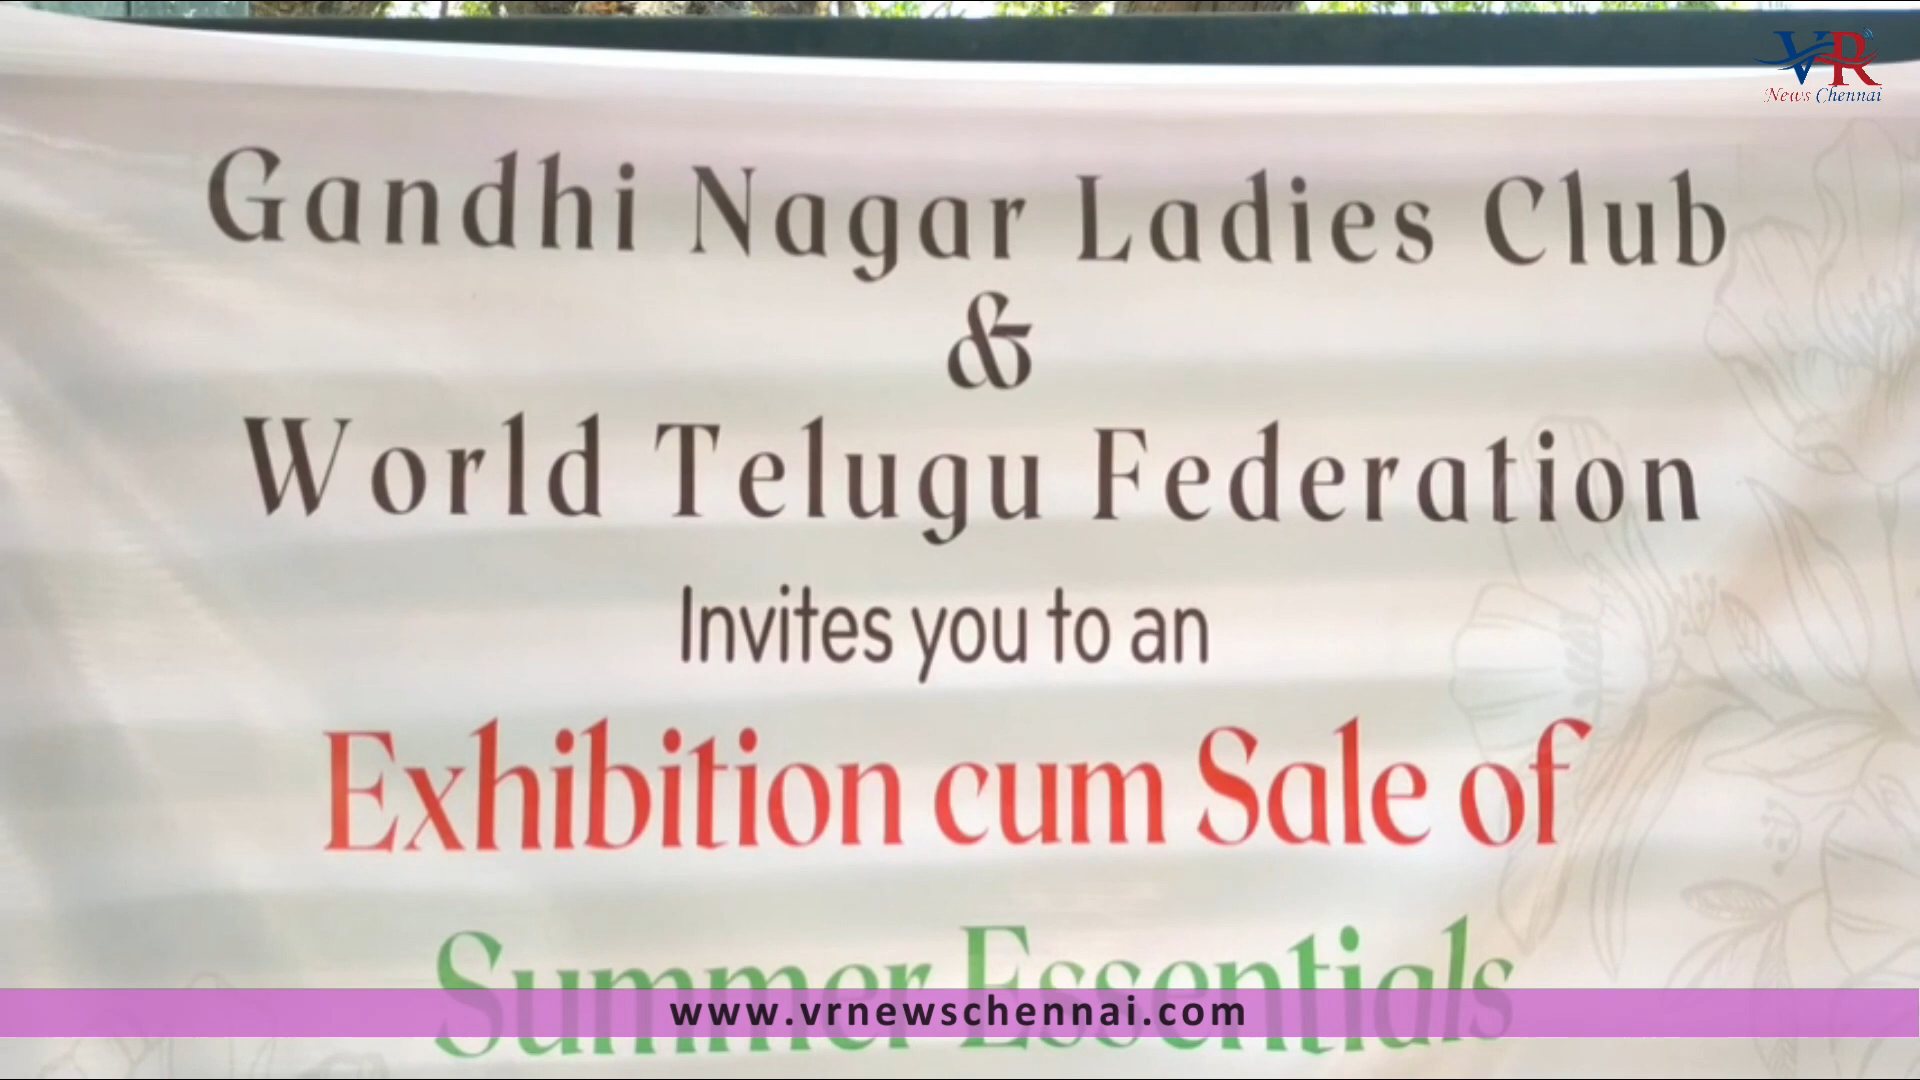 VR
News Chennai
Gandhi Nagar Ladies Club
&
World Telugu Federation
Invites you to an
Exhibition cum Sale of
Summer Essentials
www.vrnewschennai.com